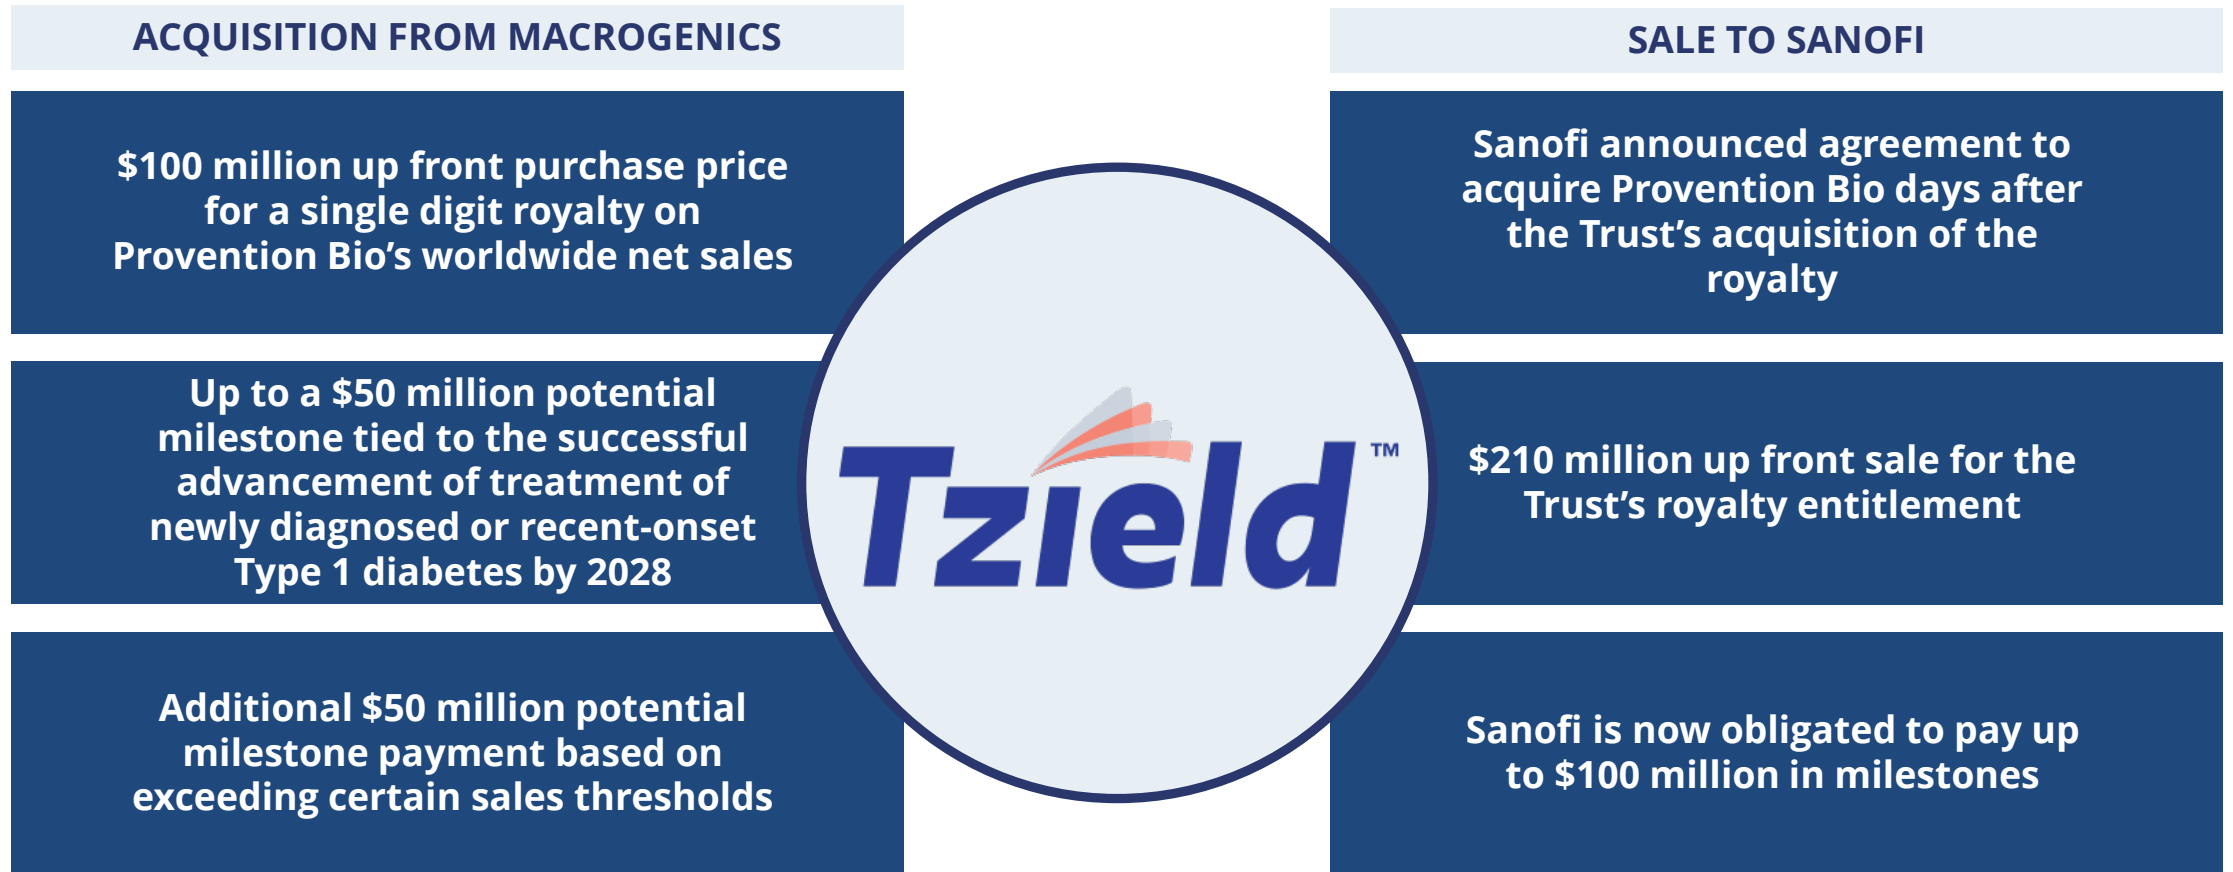 ACQUISITION FROM MACROGENICS
$100 million up front purchase price
for a single digit royalty on
Provention Bio’s worldwide net sales
Up to a $50 million potential
milestone tied to the successful
advancement of treatment of
newly diagnosed or recent-onset
Type 1 diabetes by 2028
Additional $50 million potential
milestone payment based on
exceeding certain sales thresholds
Tzield™
SALE TO SANOFI
Sanofi announced agreement to
acquire Provention Bio days after
the Trust’s acquisition of the
royalty
$210 million up front sale for the
Trust’s royalty entitlement
Sanofi is now obligated to pay up
to $100 million in milestones